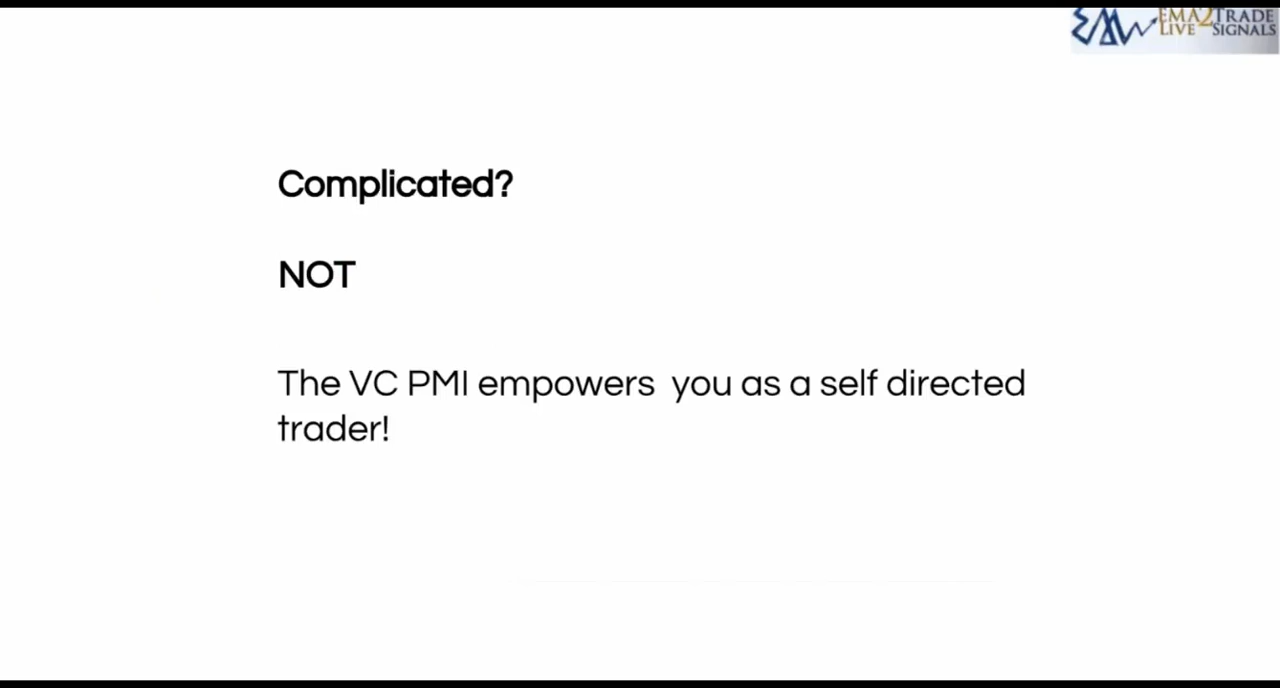 EMA2TRADE
LIVE SIGNALS
Complicated?
NOT
The VC PMI empowers  you as a self directed
trader!